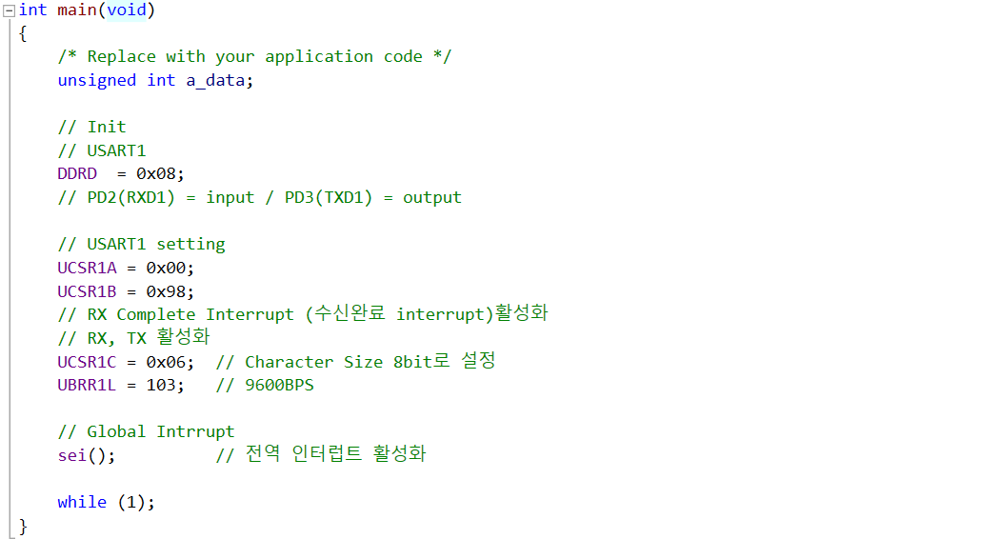 int main(void)
{
    /* Replace with your application code */
    unsigned int a_data;

    // Init
    // USART1
    DDRD  = 0x08;
    // PD2(RXD1) = input / PD3(TXD1) = output

    // USART1 setting
    UCSR1A = 0x00;
    UCSR1B = 0x98;
    // RX Complete Interrupt (수신완료 interrupt)활성화
    // RX, TX 활성화
    UCSR1C = 0x06;  // Character Size 8bit로 설정
    UBRR1L = 103;   // 9600BPS

    // Global Intrrupt
    sei();          // 전역 인터럽트 활성화

    while (1);
}